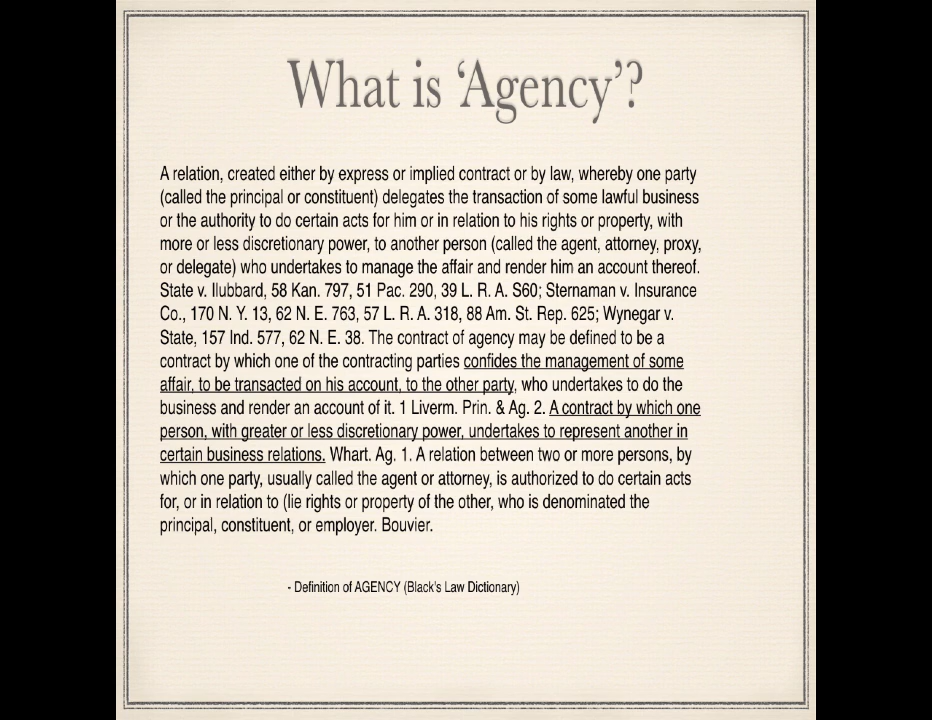 What is ‘Agency’?
A relation, created either by express or implied contract or by law, whereby one party
(called the principal or constituent) delegates the transaction of some lawful business
or the authority to do certain acts for him or in relation to his rights or property, with
more or less discretionary power, to another person (called the agent, attorney, proxy,
or delegate) who undertakes to manage the affair and render him an account thereof.
State v. Ilubbard, 58 Kan. 797, 51 Pac. 290, 39 L. R. A. S60; Sternaman v. Insurance
Co., 170 N. Y. 13, 62 N. E. 763, 57 L. R. A. 318, 88 Am. St. Rep. 625; Wynegar v.
State, 157 Ind. 577, 62 N. E. 38. The contract of agency may be defined to be a
contract by which one of the contracting parties confides the management of some
affair, to be transacted on his account, to the other party, who undertakes to do the
business and render an account of it. 1 Liverm. Prin. & Ag. 2. A contract by which one
person, with greater or less discretionary power, undertakes to represent another in
certain business relations. Whart. Ag. 1. A relation between two or more persons, by
which one party, usually called the agent or attorney, is authorized to do certain acts
for, or in relation to (lie rights or property of the other, who is denominated the
principal, constituent, or employer. Bouvier.
- Definition of AGENCY (Black's Law Dictionary)